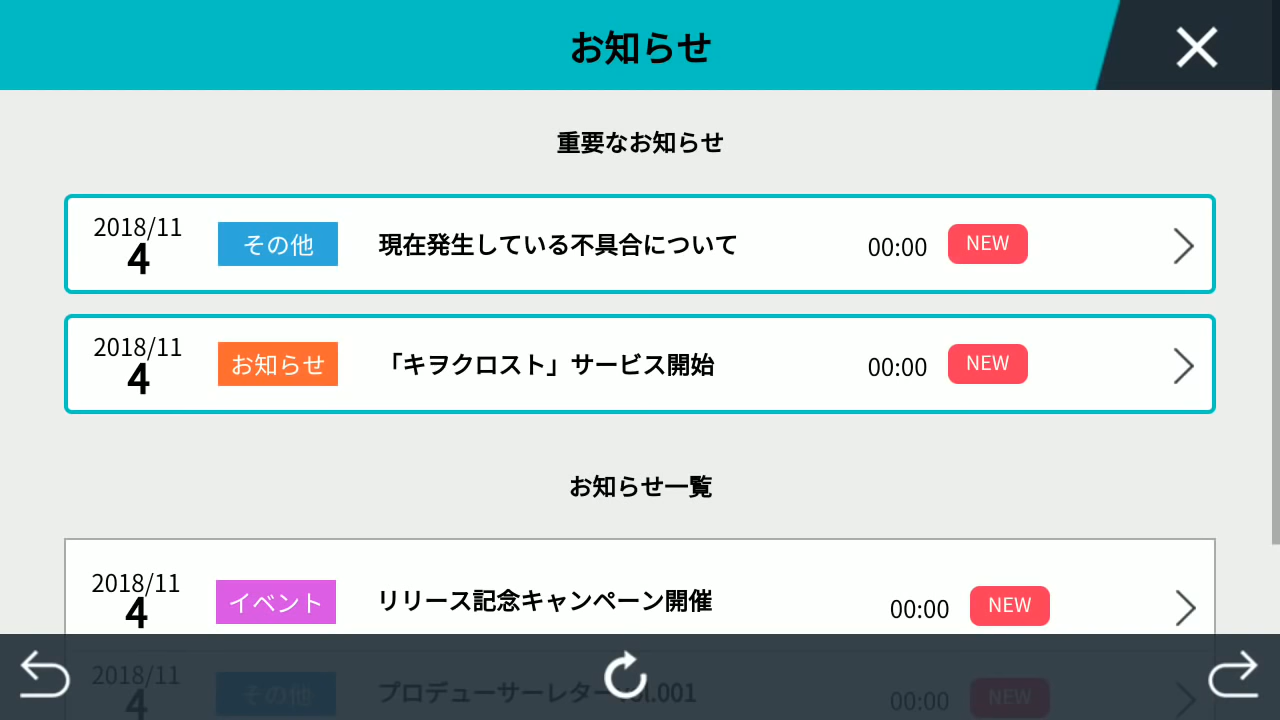 お知らせ
重要なお知らせ
2018/11
4
その他
現在発生している不具合について
00:00
NEW
2018/11
4
お知らせ
「キヲクロスト」サービス開始
00:00
NEW
お知らせ一覧
2018/11
4
イベント
リリース記念キャンペーン開催
00:00
NEW
2018/11
4
その他
プロデューサーレターvol.001
00:00
NEW